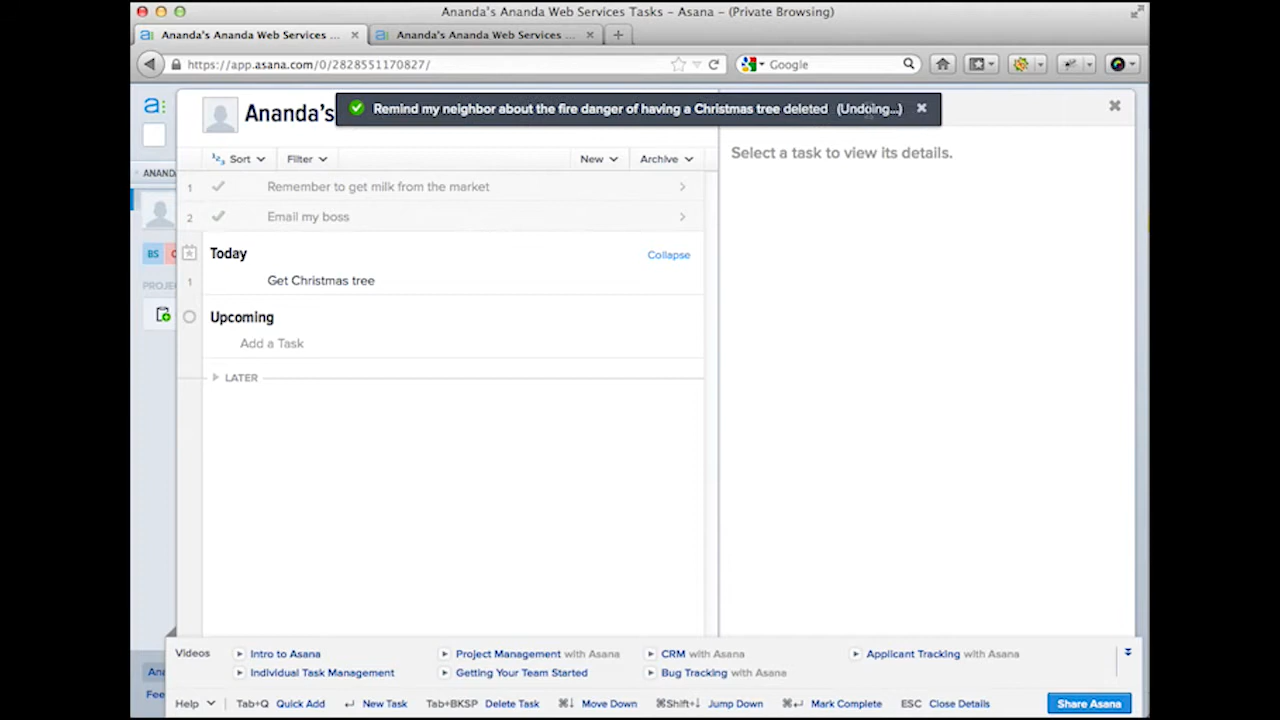 Ananda's Ananda Web Services Tasks - Asana - (Private Browsing)
Ananda's Ananda Web Services ...
Ananda's Ananda Web Services ...
https://app.asana.com/0/2828551170827/
Google
a:
Ananda's
Remind my neighbor about the fire danger of having a Christmas tree deleted (Undoing...)
Select a task to view its details.
Sort
Filter
New
Archive
ANAND
1 Remember to get milk from the market
2 Email my boss
BS
Today
Collapse
1 Get Christmas tree
PROJE
Upcoming
Add a Task
LATER
Videos
Intro to Asana
Project Management with Asana
CRM with Asana
Applicant Tracking with Asana
Individual Task Management
Getting Your Team Started
Bug Tracking with Asana
Ana
Fee
Help
Tab+Q Quick Add
New Task
Tab+BKSP Delete Task
⌘↓ Move Down
⌘Shift+↓ Jump Down
⌘↵ Mark Complete
ESC Close Details
Share Asana